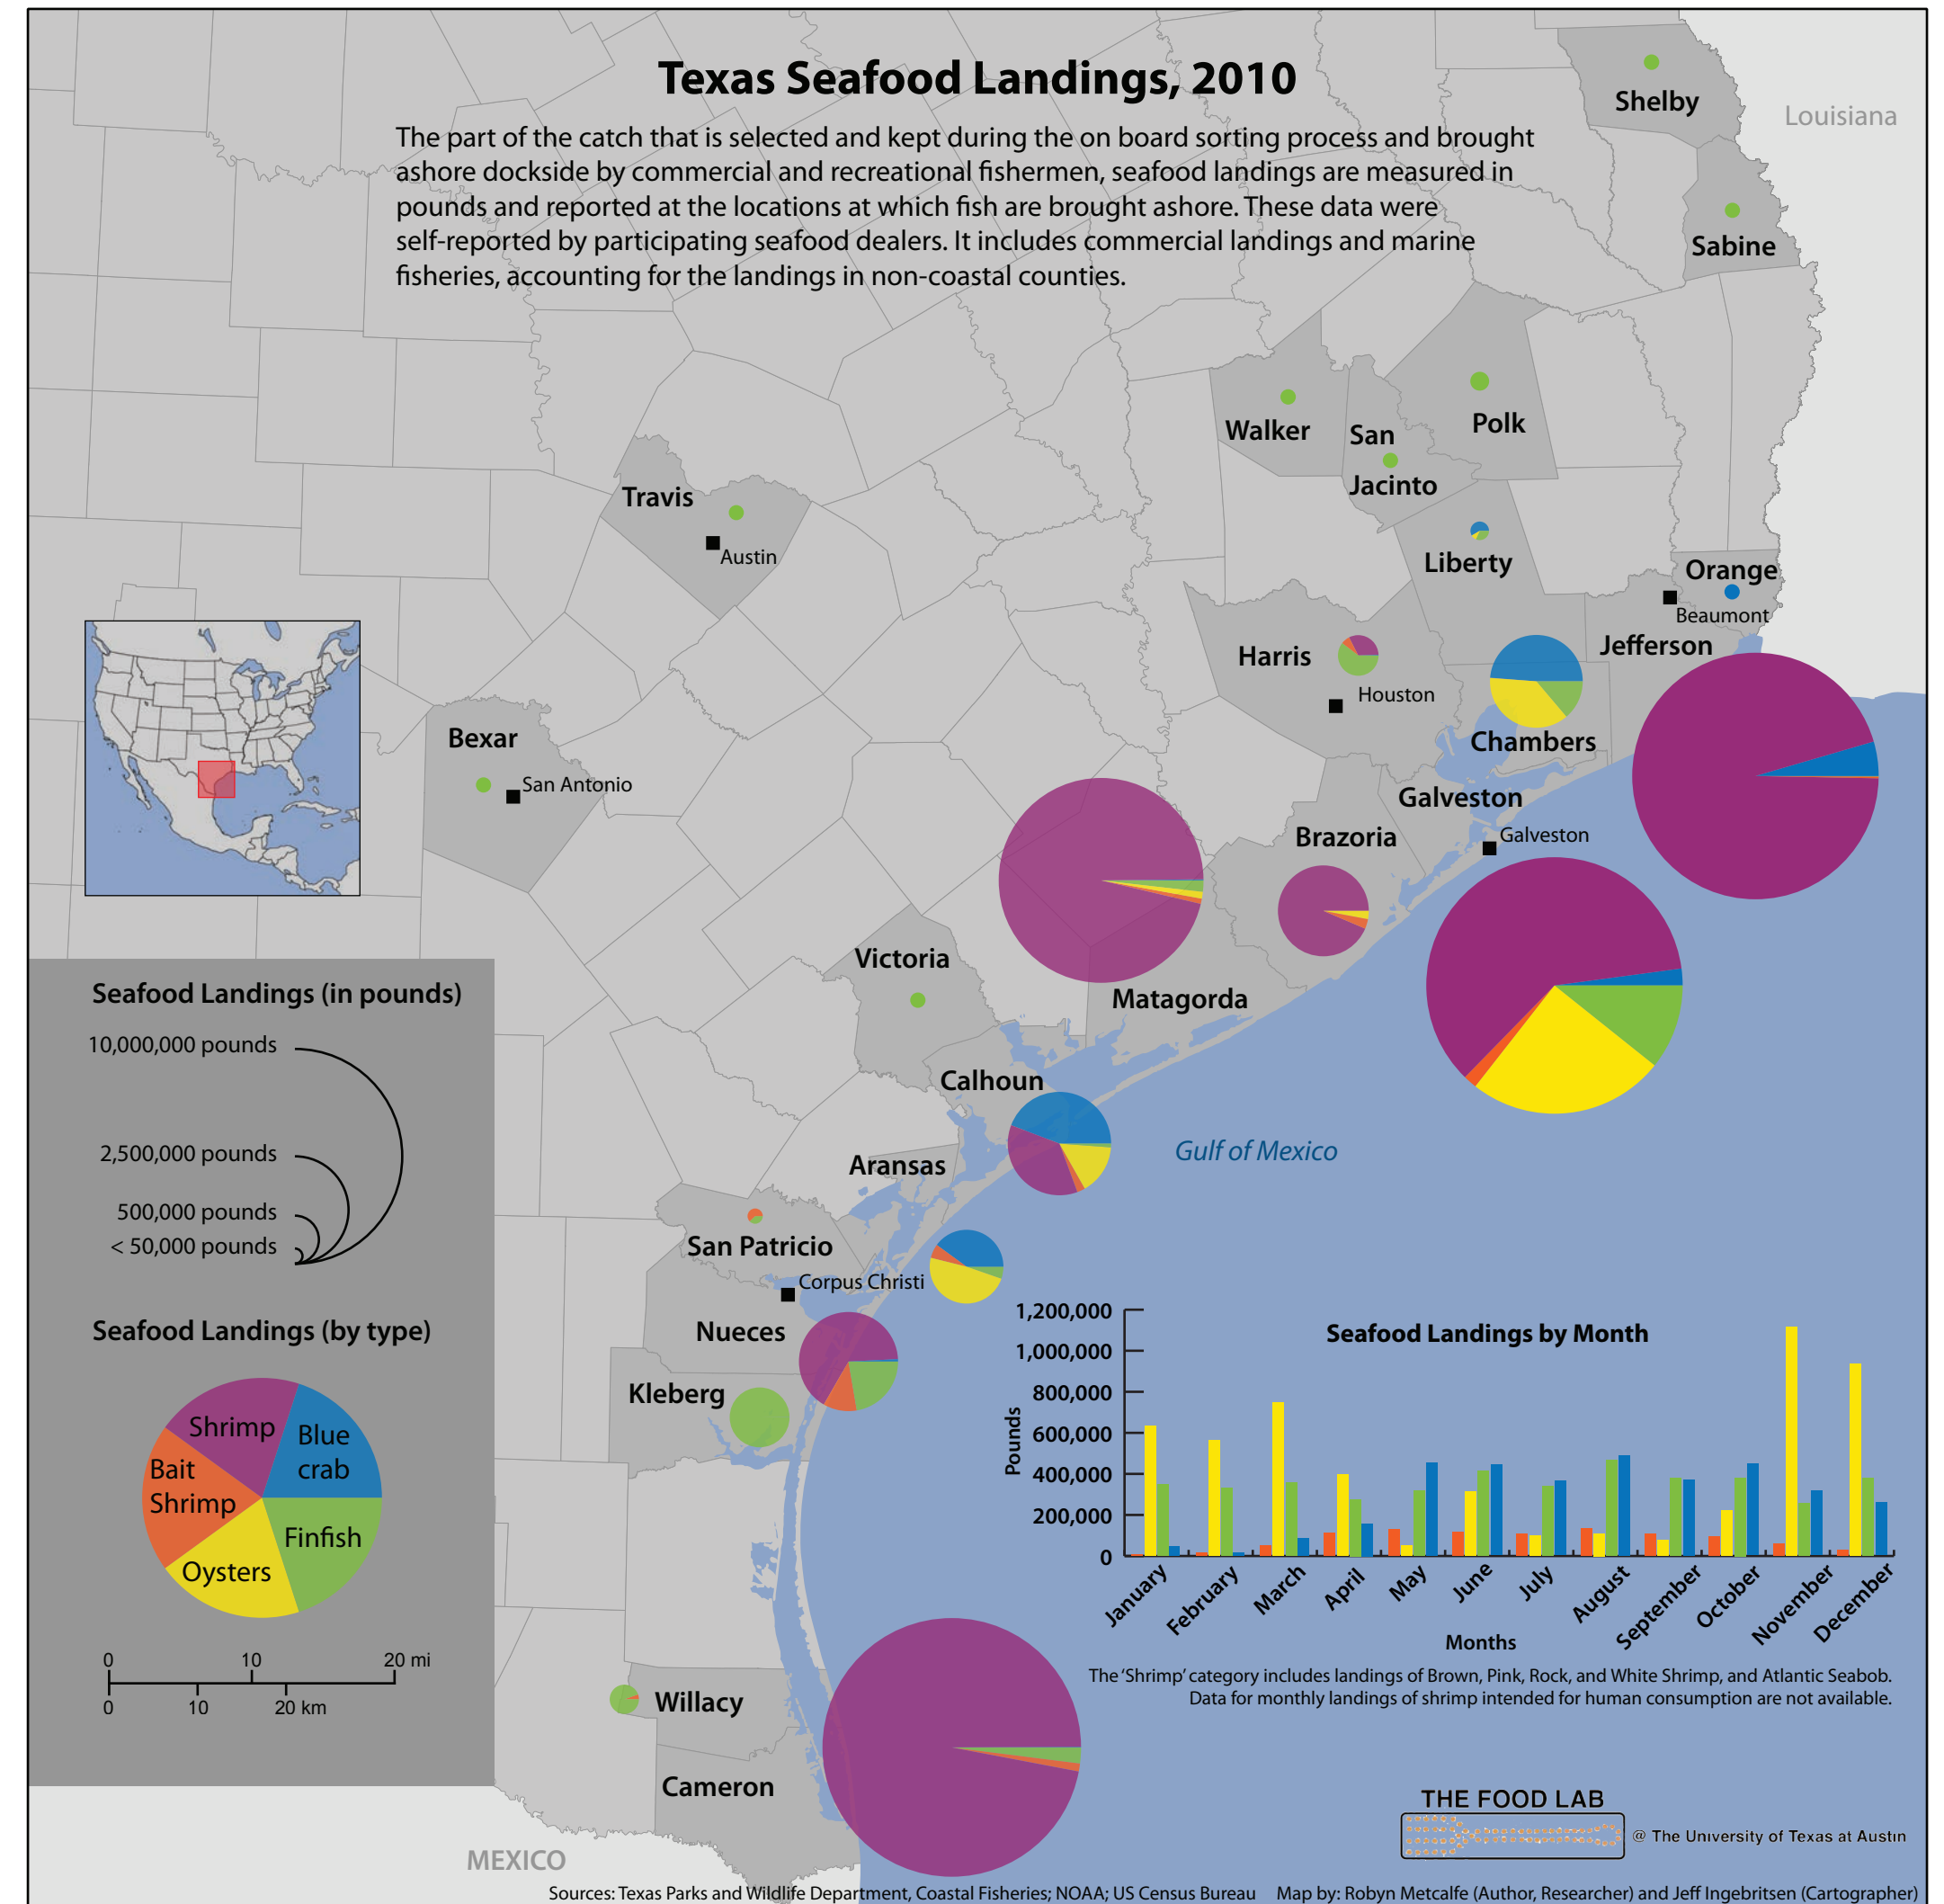 Texas Seafood Landings, 2010
The part of the catch that is selected and kept during the on board sorting process and brought
ashore dockside by commercial and recreational fishermen, seafood landings are measured in
pounds and reported at the locations at which fish are brought ashore. These data were
self-reported by participating seafood dealers. It includes commercial landings and marine
fisheries, accounting for the landings in non-coastal counties.
Shelby
Louisiana
Sabine
Walker
San
Jacinto
Polk
Travis
Austin
Liberty
Orange
Beaumont
Jefferson
Harris
Houston
Chambers
Bexar
San Antonio
Galveston
Galveston
Brazoria
Victoria
Matagorda
Calhoun
Gulf of Mexico
Aransas
San Patricio
Corpus Christi
Nueces
Kleberg
Willacy
Cameron
MEXICO
Seafood Landings (in pounds)
10,000,000 pounds
2,500,000 pounds
500,000 pounds
< 50,000 pounds
Seafood Landings (by type)
Shrimp
Blue
crab
Bait
Shrimp
Finfish
Oysters
0 10 20 mi
0 10 20 km
Seafood Landings by Month
Pounds
1,200,000
1,000,000
800,000
600,000
400,000
200,000
0
January
February
March
April
May
June
July
August
September
October
November
December
Months
The 'Shrimp' category includes landings of Brown, Pink, Rock, and White Shrimp, and Atlantic Seabob.
Data for monthly landings of shrimp intended for human consumption are not available.
THE FOOD LAB
@ The University of Texas at Austin
Sources: Texas Parks and Wildlife Department, Coastal Fisheries; NOAA; US Census Bureau Map by: Robyn Metcalfe (Author, Researcher) and Jeff Ingebritsen (Cartographer)